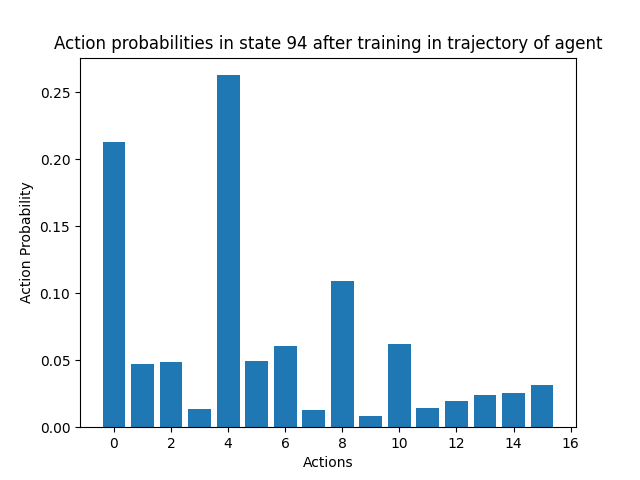 Action probabilities in state 94 after training in trajectory of agent
Action Probability
0.25
0.20
0.15
0.10
0.05
0.00
0 2 4 6 8 10 12 14 16
Actions